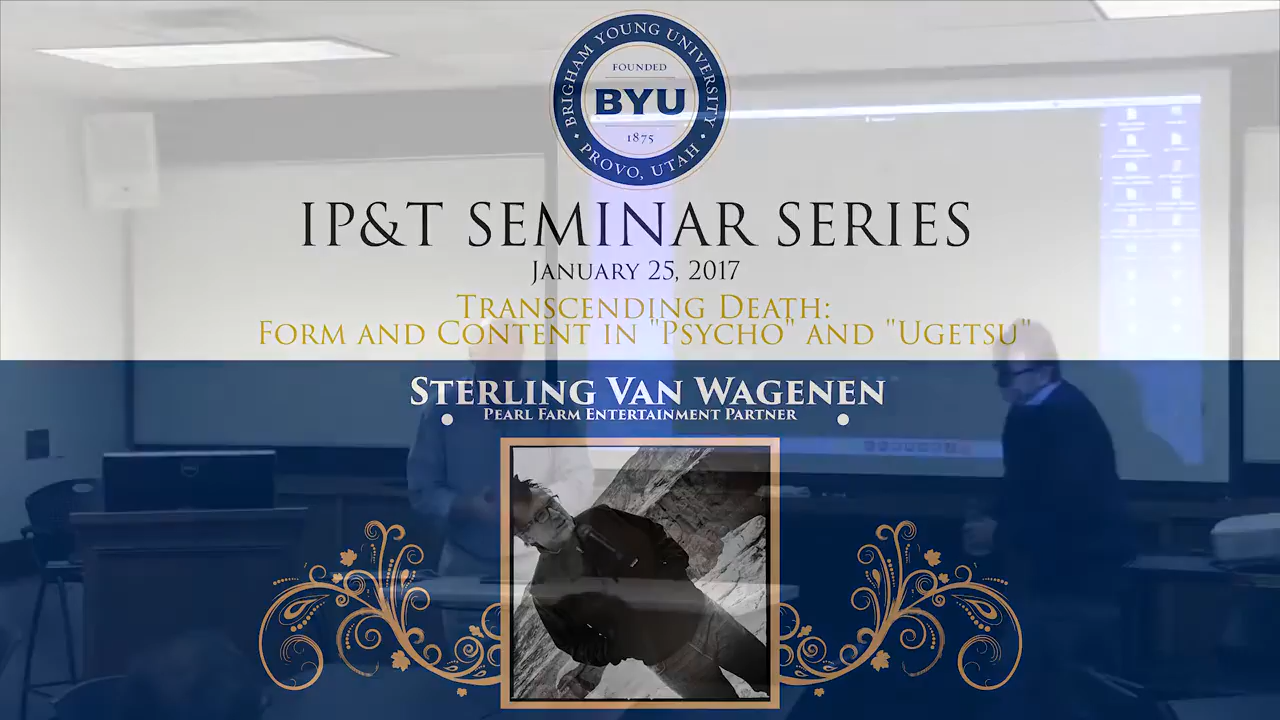 BRIGHAM YOUNG UNIVERSITY
FOUNDED
BYU
1875
PROVO, UTAH
IP&T SEMINAR SERIES
JANUARY 25, 2017
TRANSCENDING DEATH:
FORM AND CONTENT IN "PSYCHO" AND "UGETSU"
STERLING VAN WAGENEN
PEARL FARM ENTERTAINMENT PARTNER